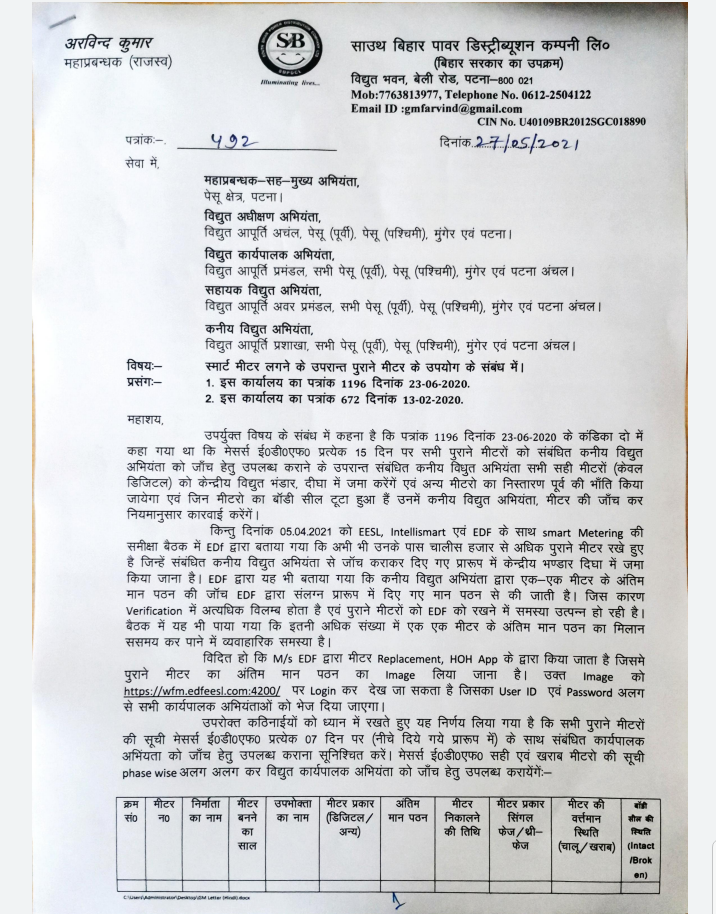 अरविन्द कुमार
महाप्रबन्धक (राजस्व)
SB
SBPDCL
Illuminating lives...
साउथ बिहार पावर डिस्ट्रीब्यूशन कम्पनी लि०
(बिहार सरकार का उपक्रम)
विद्युत भवन, बेली रोड, पटना–800 021
Mob:7763813977, Telephone No. 0612-2504122
Email ID :gmfarvind@gmail.com
CIN No. U40109BR2012SGC018890
पत्रांकः–. 492
दिनांक 27/05/2021
सेवा में,
महाप्रबन्धक–सह–मुख्य अभियंता,
पेसू क्षेत्र, पटना।
विद्युत अधीक्षण अभियंता,
विद्युत आपूर्ति अचंल, पेसू (पूर्वी), पेसू (पश्चिमी), मुंगेर एवं पटना।
विद्युत कार्यपालक अभियंता,
विद्युत आपूर्ति प्रमंडल, सभी पेसू (पूर्वी), पेसू (पश्चिमी), मुंगेर एवं पटना अंचल।
सहायक विद्युत अभियंता,
विद्युत आपूर्ति अवर प्रमंडल, सभी पेसू (पूर्वी), पेसू (पश्चिमी), मुंगेर एवं पटना अंचल।
कनीय विद्युत अभियंता,
विद्युत आपूर्ति प्रशाखा, सभी पेसू (पूर्वी), पेसू (पश्चिमी), मुंगेर एवं पटना अंचल।
विषयः– स्मार्ट मीटर लगने के उपरान्त पुराने मीटर के उपयोग के संबंध में।
प्रसंगः– 1. इस कार्यालय का पत्रांक 1196 दिनांक 23-06-2020.
2. इस कार्यालय का पत्रांक 672 दिनांक 13-02-2020.
महाशय,
उपर्युक्त विषय के संबंध में कहना है कि पत्रांक 1196 दिनांक 23-06-2020 के कंडिका दो में
कहा गया था कि मेसर्स ई0डी0एफ0 प्रत्येक 15 दिन पर सभी पुराने मीटरों को संबंधित कनीय विद्युत
अभियंता को जाँच हेतु उपलब्ध कराने के उपरान्त संबंधित कनीय विधुत अभियंता सभी सही मीटरों (केवल
डिजिटल) को केन्द्रीय विद्युत भंडार, दीघा में जमा करेंगें एवं अन्य मीटरो का निस्तारण पूर्व की भाँति किया
जायेगा एवं जिन मीटरो का बॉडी सील टूटा हुआ हैं उनमें कनीय विद्युत अभियंता, मीटर की जाँच कर
नियमानुसार कारवाई करेंगें।
किन्तु दिनांक 05.04.2021 को EESL, Intellismart एवं EDF के साथ smart Metering की
समीक्षा बैठक में EDf द्वारा बताया गया कि अभी भी उनके पास चालीस हजार से अधिक पुराने मीटर रखे हुए
है जिन्हें संबंधित कनीय विद्युत अभियंता से जाँच कराकर दिए गए प्रारूप में केन्द्रीय भण्डार दिघा में जमा
किया जाना है। EDF द्वारा यह भी बताया गया कि कनीय विद्युत अभियंता द्वारा एक–एक मीटर के अंतिम
मान पठन की जाँच EDF द्वारा संलग्न प्रारूप में दिए गए मान पठन से की जाती है। जिस कारण
Verification में अत्यधिक विलम्ब होता है एवं पुराने मीटरों को EDF को रखने में समस्या उत्पन्न हो रही है।
बैठक में यह भी पाया गया कि इतनी अधिक संख्या में एक एक मीटर के अंतिम मान पठन का मिलान
ससमय कर पाने में व्यवाहारिक समस्या है।
विदित हो कि M/s EDF द्वारा मीटर Replacement, HOH App के द्वारा किया जाता है जिसमे
पुराने मीटर का अंतिम मान पठन का Image लिया जाना है। उक्त Image को
https://wfm.edfeesl.com:4200/ पर Login कर देख जा सकता है जिसका User ID एवं Password अलग
से सभी कार्यपालक अभियंताओं को भेज दिया जाएगा।
उपरोक्त कठिनाईयों को ध्यान में रखते हुए यह निर्णय लिया गया है कि सभी पुराने मीटरों
की सूची मेसर्स ई0डी0एफ0 प्रत्येक 07 दिन पर (नीचे दिये गये प्रारूप में) के साथ संबंधित कार्यपालक
अभिंयता को जाँच हेतु उपलब्ध कराना सुनिश्चित करें। मेसर्स ई0डी0एफ0 सही एवं खराब मीटरो की सूची
phase wise अलग अलग कर विद्युत कार्यपालक अभियंता को जाँच हेतु उपलब्ध करायेगेंः–
क्रम मीटर निर्माता मीटर उपभोक्ता मीटर प्रकार अंतिम मीटर मीटर प्रकार मीटर की बॉडी
सं0 न0 का नाम बनने का नाम (डिजिटल/ मान पठन निकालने सिंगल वर्त्तमान सील की
का अन्य) की तिथि फेज/थ्री– स्थिति स्थिति
साल फेज (चालू/खराब) (Intact
/Brok
en)
C:\Users\Administrator\Desktop\GM Letter (Hindi).docx
1